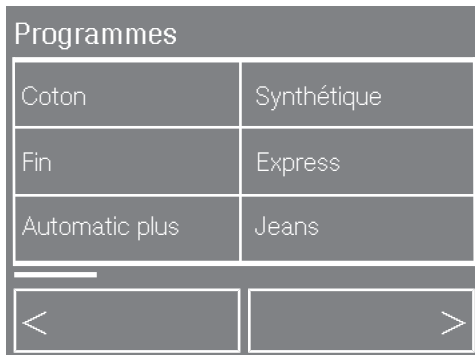 Programmes
Coton Synthétique
Fin Express
Automatic plus Jeans
< >